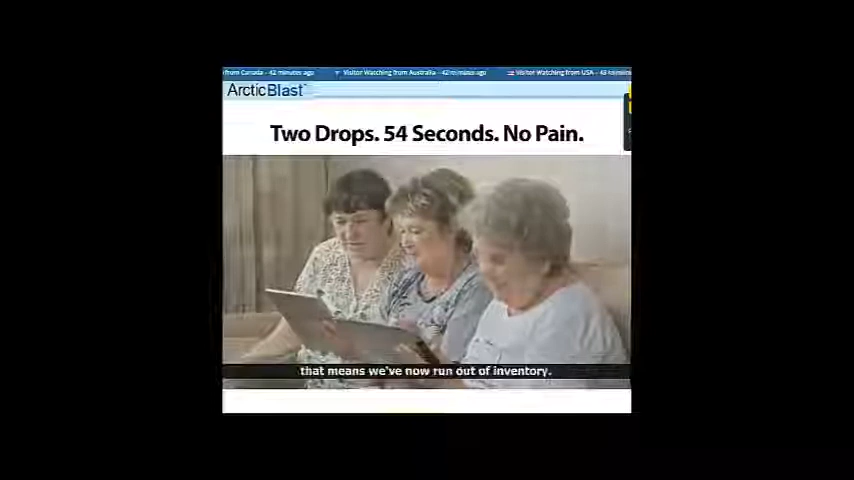 from Canada - 42 minutes ago Visitor Watching from Australia - 42 minutes ago Visitor Watching from USA - 43
ArcticBlast
Two Drops. 54 Seconds. No Pain.
that means we've now run out of inventory.